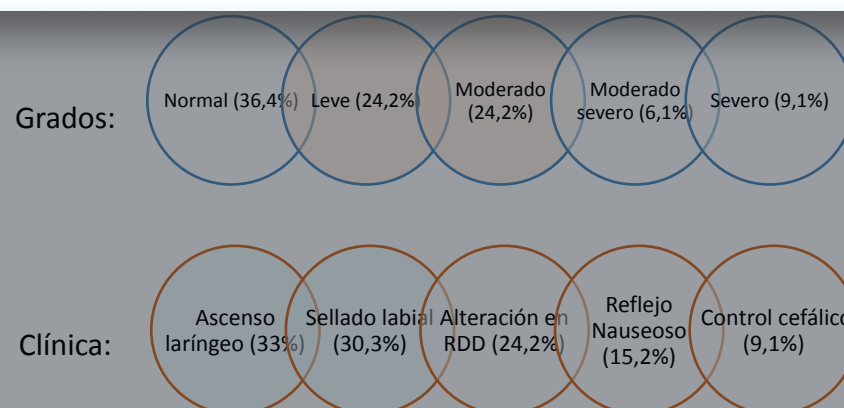 Grados:
Normal (36,4%)
Leve (24,2%)
Moderado
(24,2%)
Moderado
severo (6,1%)
Severo (9,1%)
Clínica:
Ascenso
laríngeo (33%)
Sellado labial
(30,3%)
Alteración en
RDD (24,2%)
Reflejo
Nauseoso
(15,2%)
Control cefálico
(9,1%)